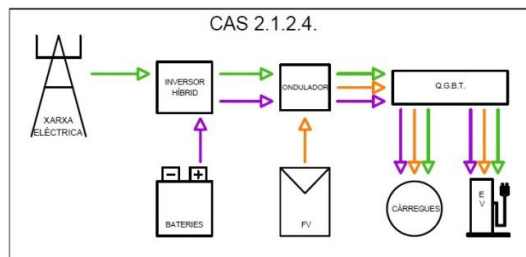 CAS 2.1.2.4.
XARXA
ELÈCTRICA
INVERSOR
HÍBRID
ONDULADOR
Q.G.B.T.
BATERIES
FV
CÀRREGUES
E
V